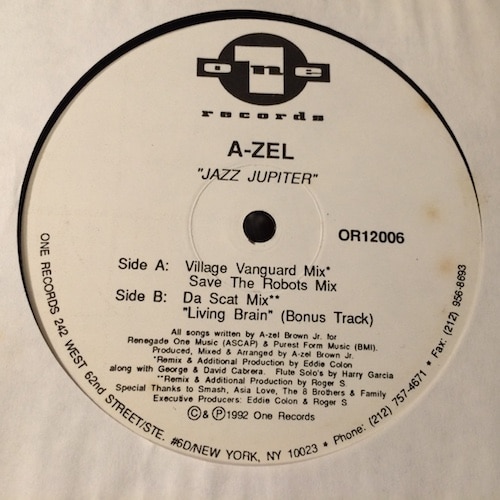 1
one
records
A-ZEL
"JAZZ JUPITER"
OR12006
Side A: Village Vanguard Mix*
Save The Robots Mix
Side B: Da Scat Mix**
"Living Brain" (Bonus Track)
All songs written by A-zel Brown Jr. for
Renegade One Music (ASCAP) & Purest Form Music (BMI).
Produced, Mixed & Arranged by A-zel Brown Jr.
*Remix & Additional Production by Eddie Colon
along with George & David Cabrera. Flute Solo's by Harry Garcia
**Remix & Additional Production by Roger S.
Special Thanks to Smash, Asia Love, The 8 Brothers & Family
Executive Producers: Eddie Colon & Roger S.
© & ℗ 1992 One Records
ONE RECORDS 242 WEST 62nd STREET/STE. #6D/NEW YORK, NY 10023 * Phone: (212) 757-4671 * Fax: (212) 956-8693